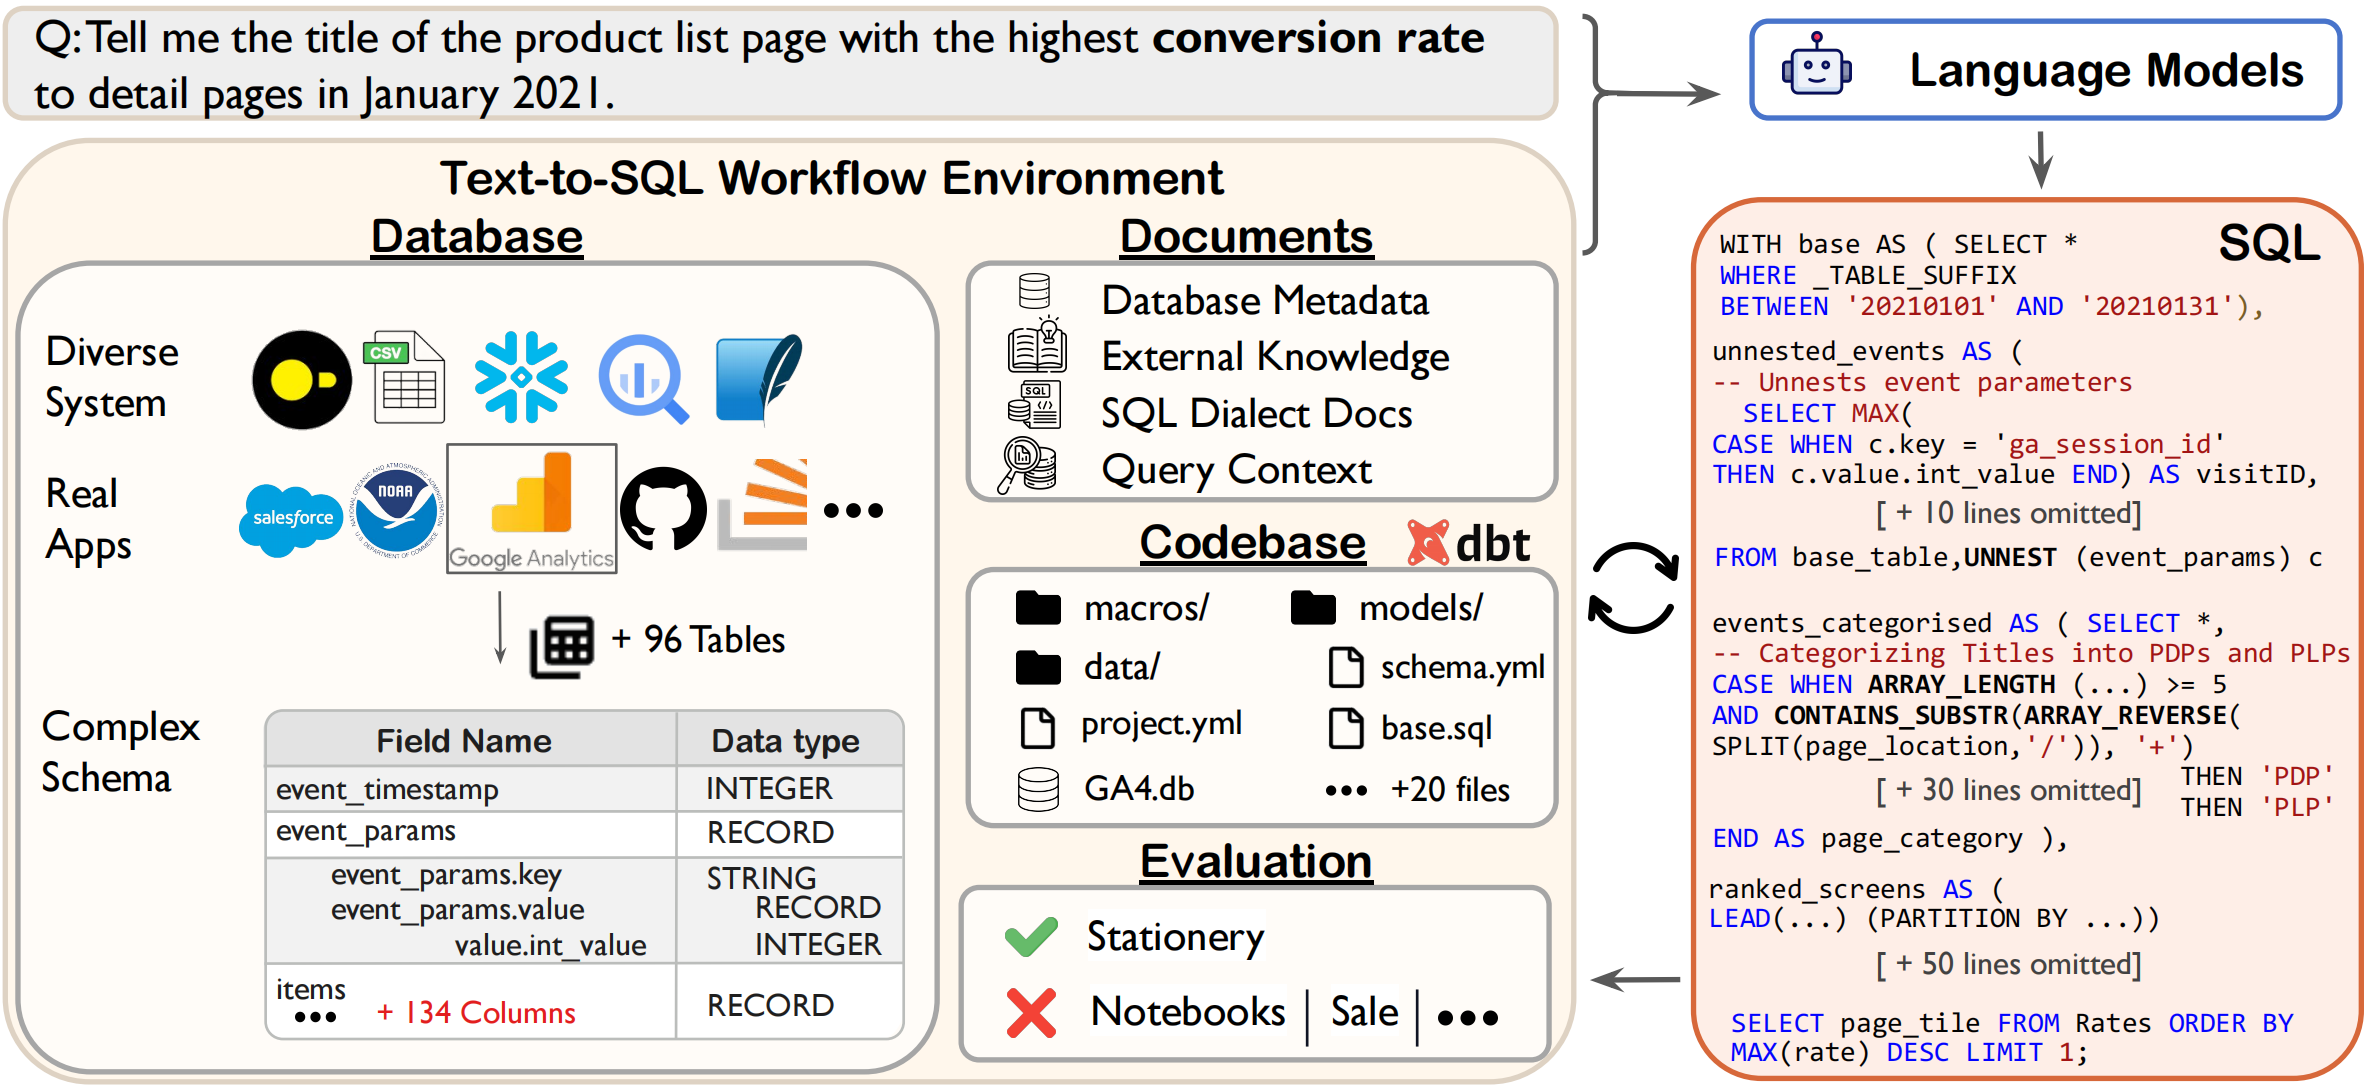 Q: Tell me the title of the product list page with the highest conversion rate
to detail pages in January 2021.
Language Models
Text-to-SQL Workflow Environment
Database
Diverse
System
CSV
Real
Apps
salesforce
NATIONAL OCEANIC AND ATMOSPHERIC ADMINISTRATION
NOAA
U.S. DEPARTMENT OF COMMERCE
Google Analytics
+ 96 Tables
Complex
Schema
Field Name Data type
event_timestamp INTEGER
event_params RECORD
event_params.key STRING
event_params.value RECORD
value.int_value INTEGER
items RECORD
••• + 134 Columns
Documents
Database Metadata
External Knowledge
SQL
SQL Dialect Docs
Query Context
Codebase dbt
macros/ models/
data/ schema.yml
project.yml base.sql
GA4.db ••• +20 files
Evaluation
Stationery
Notebooks | Sale | •••
SQL
WITH base AS ( SELECT *
WHERE _TABLE_SUFFIX
BETWEEN '20210101' AND '20210131'),
unnested_events AS (
-- Unnests event parameters
SELECT MAX(
CASE WHEN c.key = 'ga_session_id'
THEN c.value.int_value END) AS visitID,
[ + 10 lines omitted]
FROM base_table,UNNEST (event_params) c
events_categorised AS ( SELECT *,
-- Categorizing Titles into PDPs and PLPs
CASE WHEN ARRAY_LENGTH (...) >= 5
AND CONTAINS_SUBSTR(ARRAY_REVERSE(
SPLIT(page_location,'/')), '+')
THEN 'PDP'
[ + 30 lines omitted]
THEN 'PLP'
END AS page_category ),
ranked_screens AS (
LEAD(...) (PARTITION BY ...))
[ + 50 lines omitted]
SELECT page_tile FROM Rates ORDER BY
MAX(rate) DESC LIMIT 1;